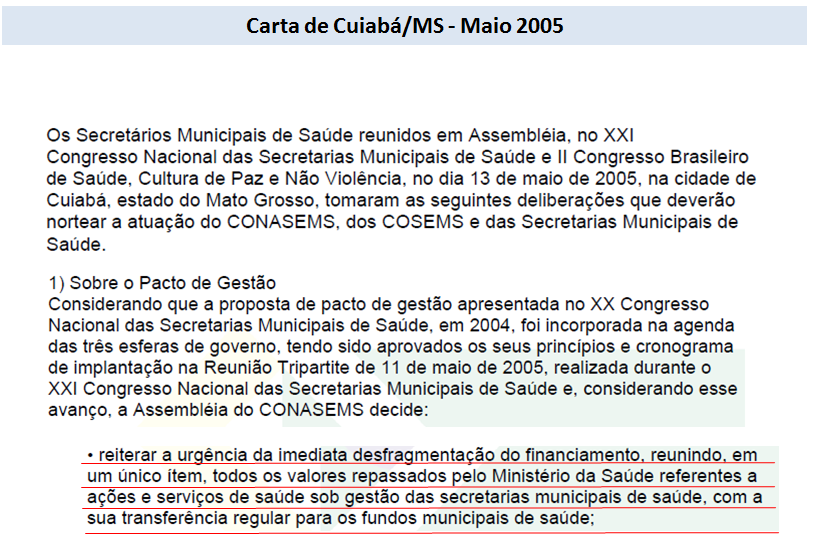 Carta de Cuiabá/MS - Maio 2005
Os Secretários Municipais de Saúde reunidos em Assembléia, no XXI
Congresso Nacional das Secretarias Municipais de Saúde e II Congresso Brasileiro
de Saúde, Cultura de Paz e Não Violência, no dia 13 de maio de 2005, na cidade de
Cuiabá, estado do Mato Grosso, tomaram as seguintes deliberações que deverão
nortear a atuação do CONASEMS, dos COSEMS e das Secretarias Municipais de
Saúde.
1) Sobre o Pacto de Gestão
Considerando que a proposta de pacto de gestão apresentada no XX Congresso
Nacional das Secretarias Municipais de Saúde, em 2004, foi incorporada na agenda
das três esferas de governo, tendo sido aprovados os seus princípios e cronograma
de implantação na Reunião Tripartite de 11 de maio de 2005, realizada durante o
XXI Congresso Nacional das Secretarias Municipais de Saúde e, considerando esse
avanço, a Assembléia do CONASEMS decide:
• reiterar a urgência da imediata desfragmentação do financiamento, reunindo, em
um único ítem, todos os valores repassados pelo Ministério da Saúde referentes a
ações e serviços de saúde sob gestão das secretarias municipais de saúde, com a
sua transferência regular para os fundos municipais de saúde;